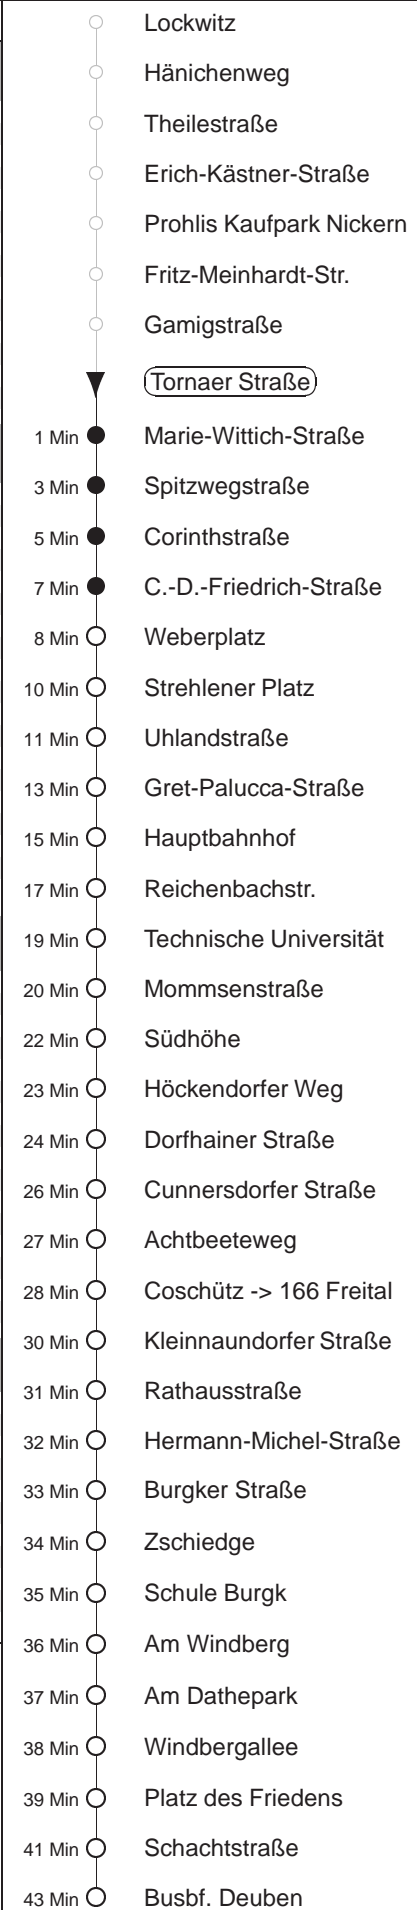 Lockwitz
Hänichenweg
Theilestraße
Erich-Kästner-Straße
Prohlis Kaufpark Nickern
Fritz-Meinhardt-Str.
Gamigstraße
Tornaer Straße
1 Min Marie-Wittich-Straße
3 Min Spitzwegstraße
5 Min Corinthstraße
7 Min C.-D.-Friedrich-Straße
8 Min Weberplatz
10 Min Strehlener Platz
11 Min Uhlandstraße
13 Min Gret-Palucca-Straße
15 Min Hauptbahnhof
17 Min Reichenbachstr.
19 Min Technische Universität
20 Min Mommsenstraße
22 Min Südhöhe
23 Min Höckendorfer Weg
24 Min Dorfhainer Straße
26 Min Cunnersdorfer Straße
27 Min Achtbeeteweg
28 Min Coschütz -> 166 Freital
30 Min Kleinnaundorfer Straße
31 Min Rathausstraße
32 Min Hermann-Michel-Straße
33 Min Burgker Straße
34 Min Zschiedge
35 Min Schule Burgk
36 Min Am Windberg
37 Min Am Dathepark
38 Min Windbergallee
39 Min Platz des Friedens
41 Min Schachtstraße
43 Min Busbf. Deuben